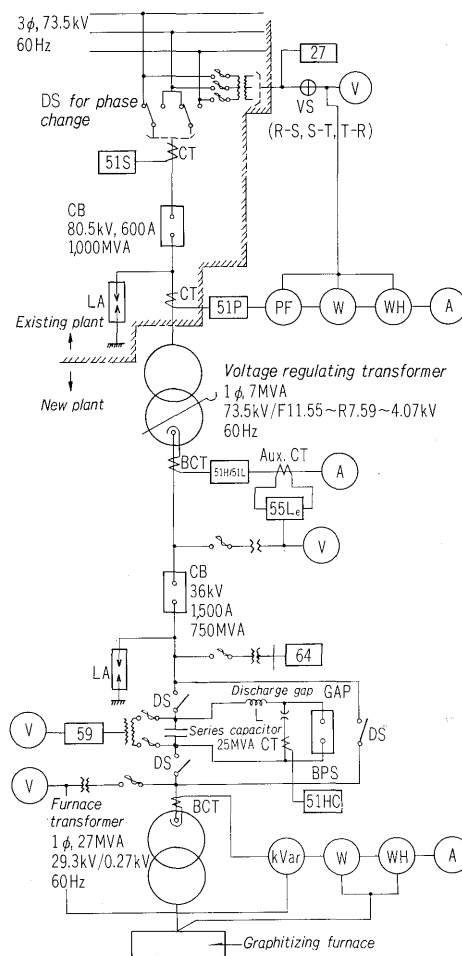 3ϕ, 73.5kV
60Hz
27
V
VS
(R-S, S-T, T-R)
DS for phase
change
CT
51S
CB
80.5kV, 600A
1,000MVA
CT
LA
51P
PF
W
WH
A
Existing plant
New plant
Voltage regulating transformer
1ϕ, 7MVA
73.5kV/F11.55~R7.59~4.07kV
60Hz
BCT
51H/51L
Aux. CT
A
55Le
V
CB
36kV
1,500A
750MVA
LA
64
DS
Discharge gap
GAP
L
V
59
Series capacitor
25MVA
CT
DS
DS
BPS
V
51HC
Furnace
transformer
BCT
1ϕ, 27MVA
29.3kV/0.27kV
60Hz
kVar
W
WH
A
Graphitizing furnace